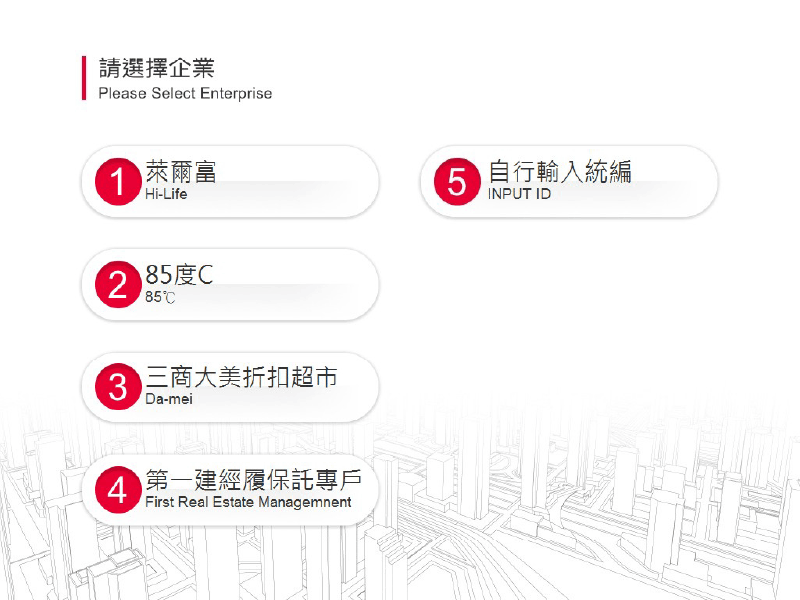 請選擇企業
Please Select Enterprise
1 萊爾富
Hi-Life
2 85度C
85℃
3 三商大美折扣超市
Da-mei
4 第一建經履保託專戶
First Real Estate Managemnent
5 自行輸入統編
INPUT ID